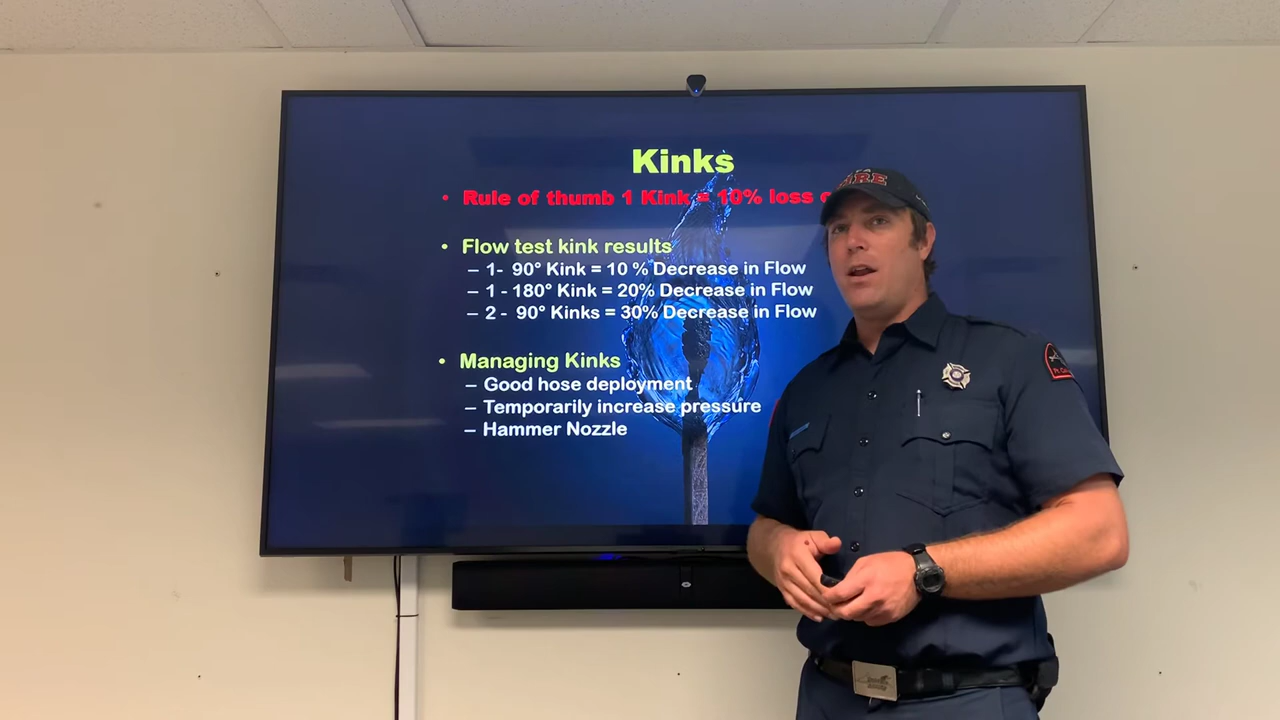 Kinks
• Rule of thumb 1 Kink = 10% loss
• Flow test kink results
– 1- 90° Kink = 10 % Decrease in Flow
– 1 - 180° Kink = 20% Decrease in Flow
– 2 - 90° Kinks = 30% Decrease in Flow
• Managing Kinks
– Good hose deployment
– Temporarily increase pressure
– Hammer Nozzle
FIRE